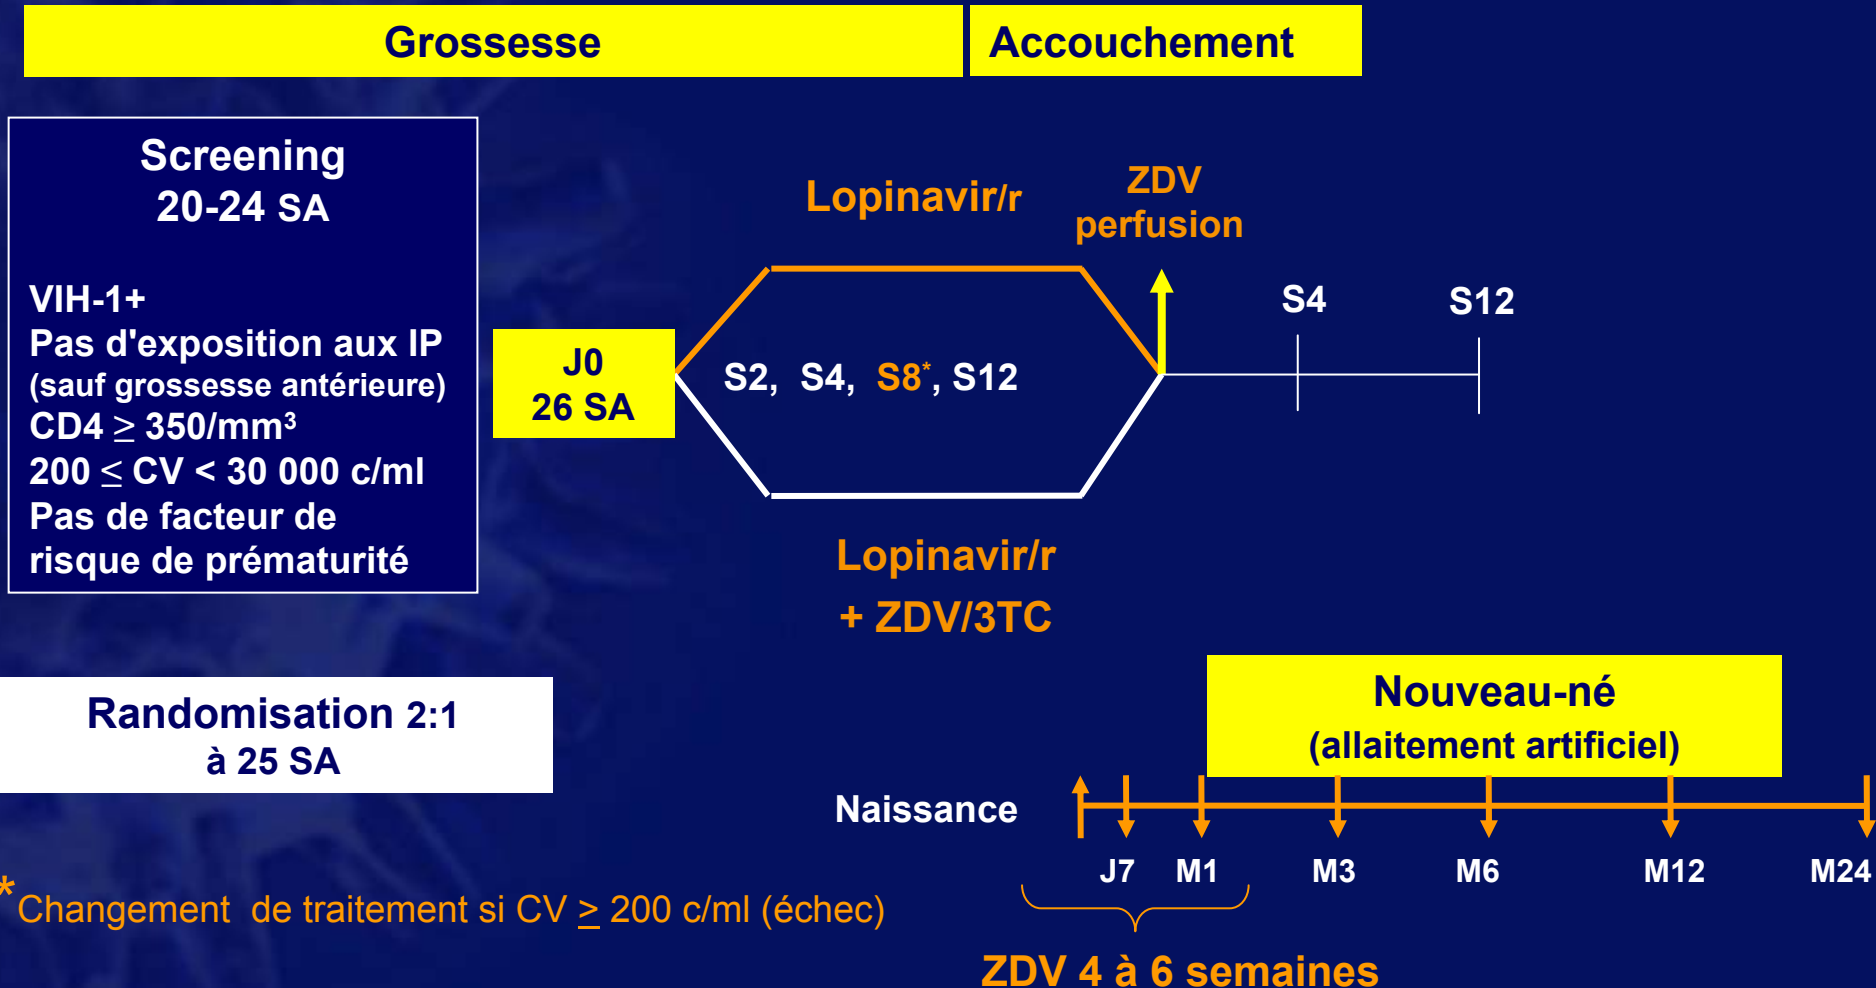 Grossesse
Accouchement
Screening
20-24 SA
VIH-1+
Pas d'exposition aux IP
(sauf grossesse antérieure)
CD4 ≥ 350/mm³
200 ≤ CV < 30 000 c/ml
Pas de facteur de
risque de prématurité
Randomisation 2:1
à 25 SA
J0
26 SA
Lopinavir/r
ZDV
perfusion
S2, S4, S8*, S12
S4
S12
Lopinavir/r
+ ZDV/3TC
Nouveau-né
(allaitement artificiel)
Naissance
J7
M1
M3
M6
M12
M24
*Changement de traitement si CV ≥ 200 c/ml (échec)
ZDV 4 à 6 semaines